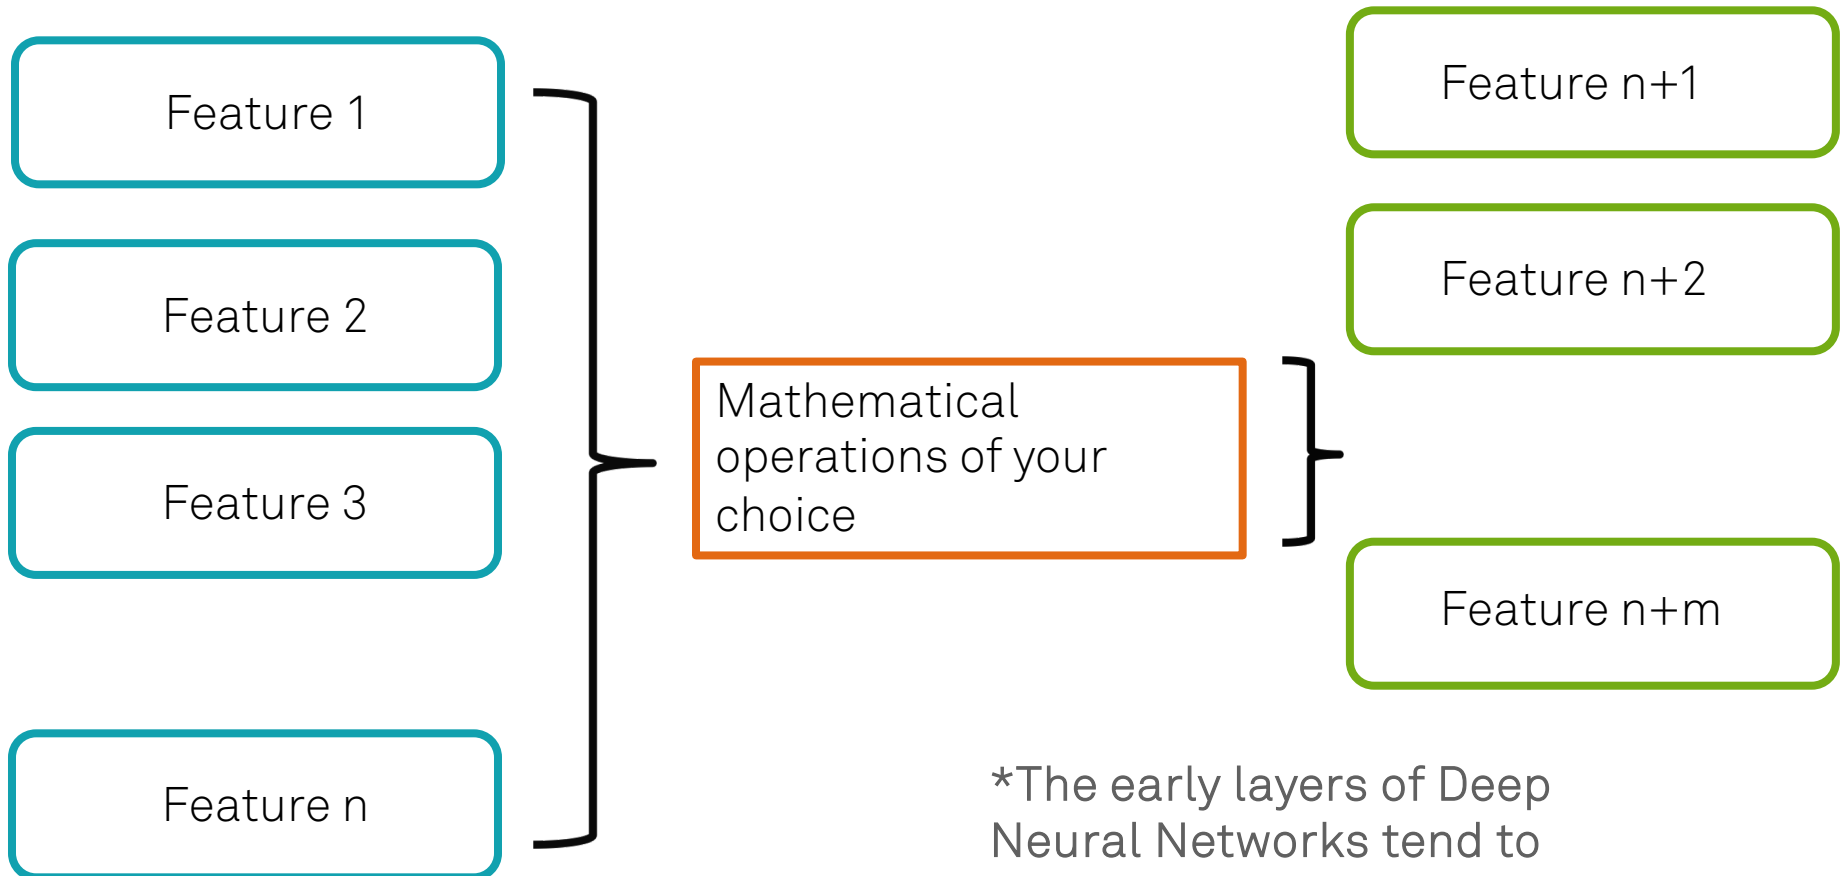 Feature 1
Feature 2
Feature 3
Feature n
Mathematical
operations of your
choice
Feature n+1
Feature n+2
Feature n+m
*The early layers of Deep
Neural Networks tend to